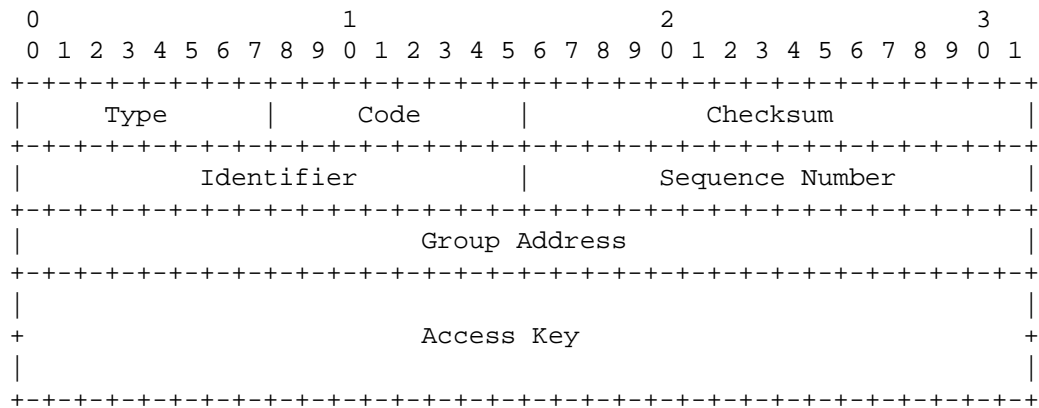 0                   1                   2                   3
 0 1 2 3 4 5 6 7 8 9 0 1 2 3 4 5 6 7 8 9 0 1 2 3 4 5 6 7 8 9 0 1
+-+-+-+-+-+-+-+-+-+-+-+-+-+-+-+-+-+-+-+-+-+-+-+-+-+-+-+-+-+-+-+-+
|     Type      |     Code      |           Checksum            |
+-+-+-+-+-+-+-+-+-+-+-+-+-+-+-+-+-+-+-+-+-+-+-+-+-+-+-+-+-+-+-+-+
|           Identifier          |        Sequence Number        |
+-+-+-+-+-+-+-+-+-+-+-+-+-+-+-+-+-+-+-+-+-+-+-+-+-+-+-+-+-+-+-+-+
|                         Group Address                         |
+-+-+-+-+-+-+-+-+-+-+-+-+-+-+-+-+-+-+-+-+-+-+-+-+-+-+-+-+-+-+-+-+
|                                                               |
+                         Access Key                            +
|                                                               |
+-+-+-+-+-+-+-+-+-+-+-+-+-+-+-+-+-+-+-+-+-+-+-+-+-+-+-+-+-+-+-+-+